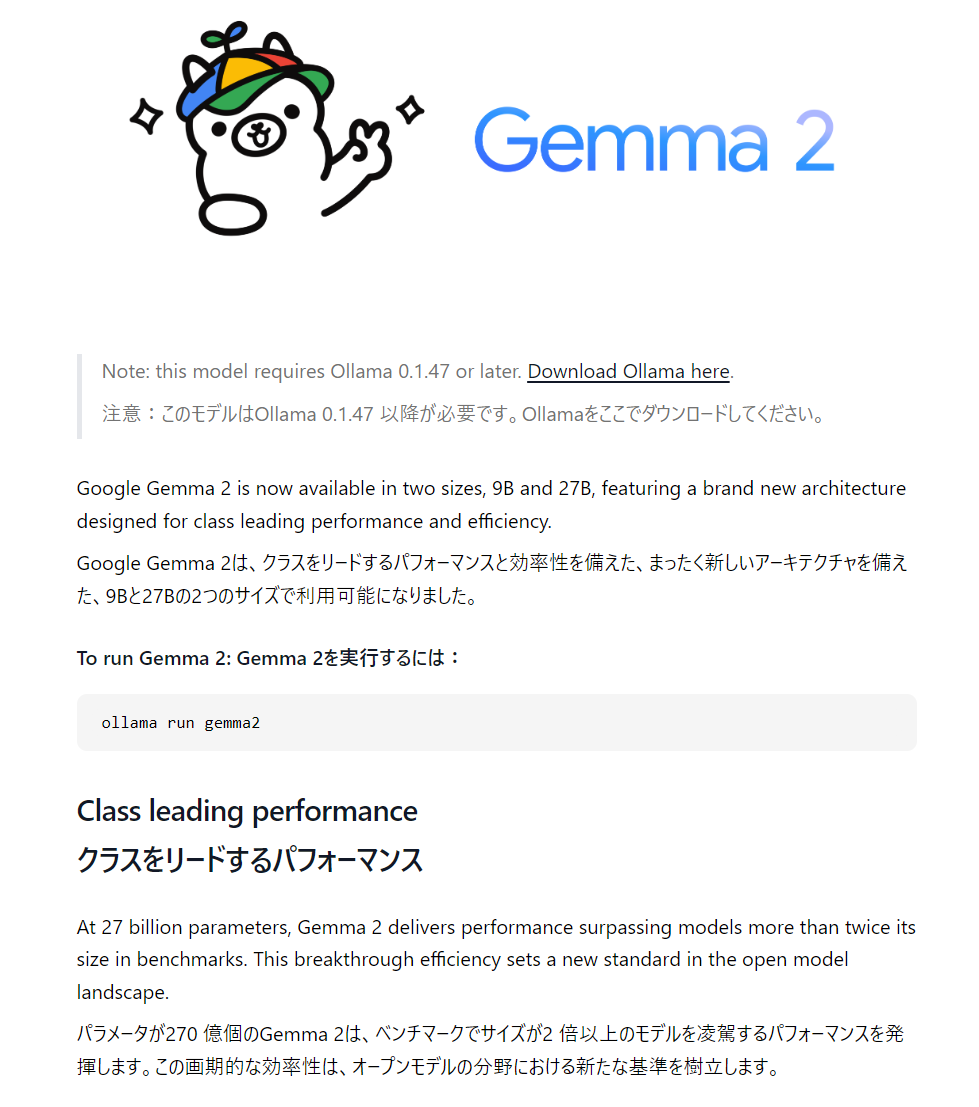 Gemma 2
Note: this model requires Ollama 0.1.47 or later. Download Ollama here.
注意：このモデルはOllama 0.1.47 以降が必要です。Ollamaをここでダウンロードしてください。
Google Gemma 2 is now available in two sizes, 9B and 27B, featuring a brand new architecture
designed for class leading performance and efficiency.
Google Gemma 2は、クラスをリードするパフォーマンスと効率性を備えた、まったく新しいアーキテクチャを備え
た、9Bと27Bの2つのサイズで利用可能になりました。
To run Gemma 2: Gemma 2を実行するには：
ollama run gemma2
Class leading performance
クラスをリードするパフォーマンス
At 27 billion parameters, Gemma 2 delivers performance surpassing models more than twice its
size in benchmarks. This breakthrough efficiency sets a new standard in the open model
landscape.
パラメータが270 億個のGemma 2は、ベンチマークでサイズが2 倍以上のモデルを凌駕するパフォーマンスを発
揮します。この画期的な効率性は、オープンモデルの分野における新たな基準を樹立します。